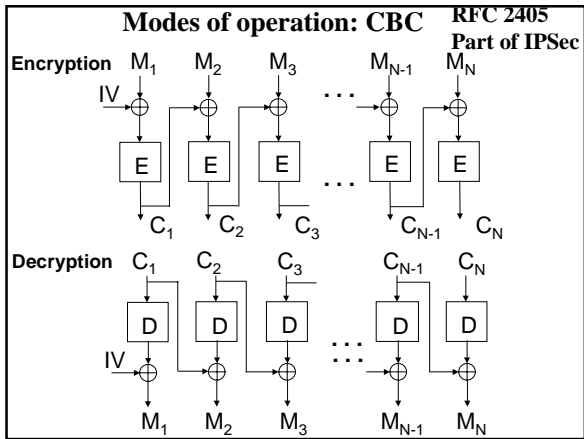 Modes of operation: CBC
RFC 2405
Part of IPSec
Encryption
M1 M2 M3 MN-1 MN
IV
. . .
E E E E E
. . .
C1 C2 C3 CN-1 CN
Decryption
C1 C2 C3 CN-1 CN
D D D D D
. . .
IV
. . .
M1 M2 M3 MN-1 MN